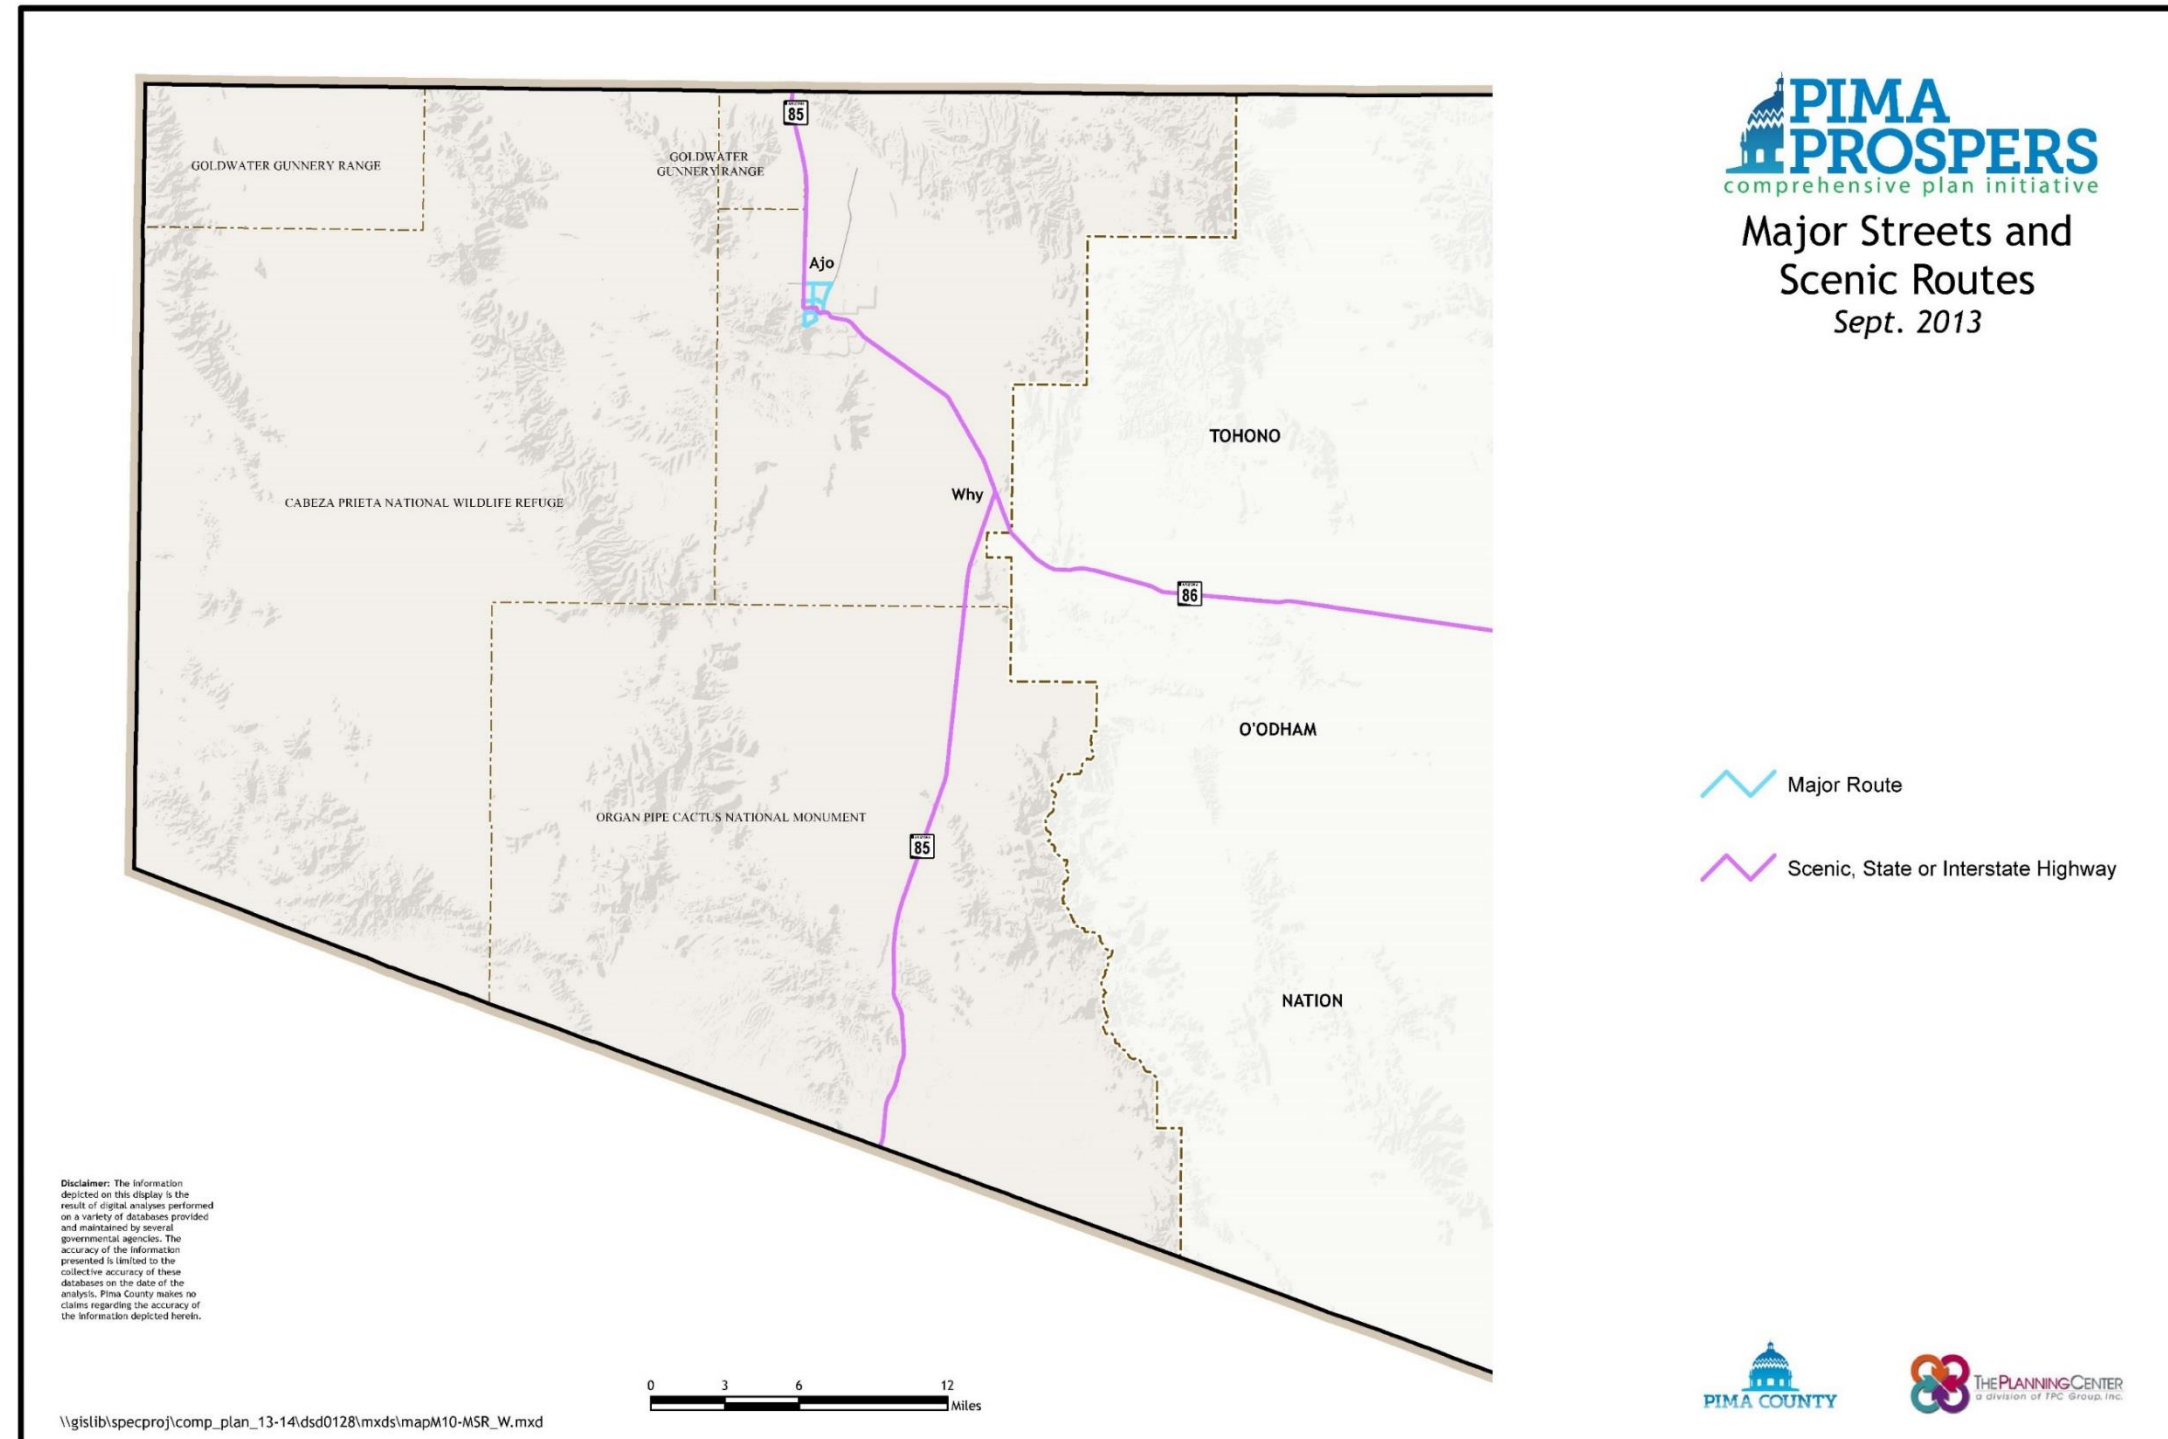 PIMA
PROSPERS
comprehensive plan initiative
Major Streets and
Scenic Routes
Sept. 2013
85
GOLDWATER GUNNERY RANGE
GOLDWATER
GUNNERY RANGE
Ajo
TOHONO
Why
CABEZA PRIETA NATIONAL WILDLIFE REFUGE
86
O'ODHAM
ORGAN PIPE CACTUS NATIONAL MONUMENT
85
NATION
Major Route
Scenic, State or Interstate Highway
Disclaimer: The information
depicted on this display is the
result of digital analyses performed
on a variety of databases provided
and maintained by several
governmental agencies. The
accuracy of the information
presented is limited to the
collective accuracy of these
databases on the date of the
analysis. Pima County makes no
claims regarding the accuracy of
the information depicted herein.
0 3 6 12
Miles
\\gislib\specproj\comp_plan_13-14\dsd0128\mxds\mapM10-MSR_W.mxd
PIMA COUNTY
THE PLANNING CENTER
a division of TPC Group, Inc.